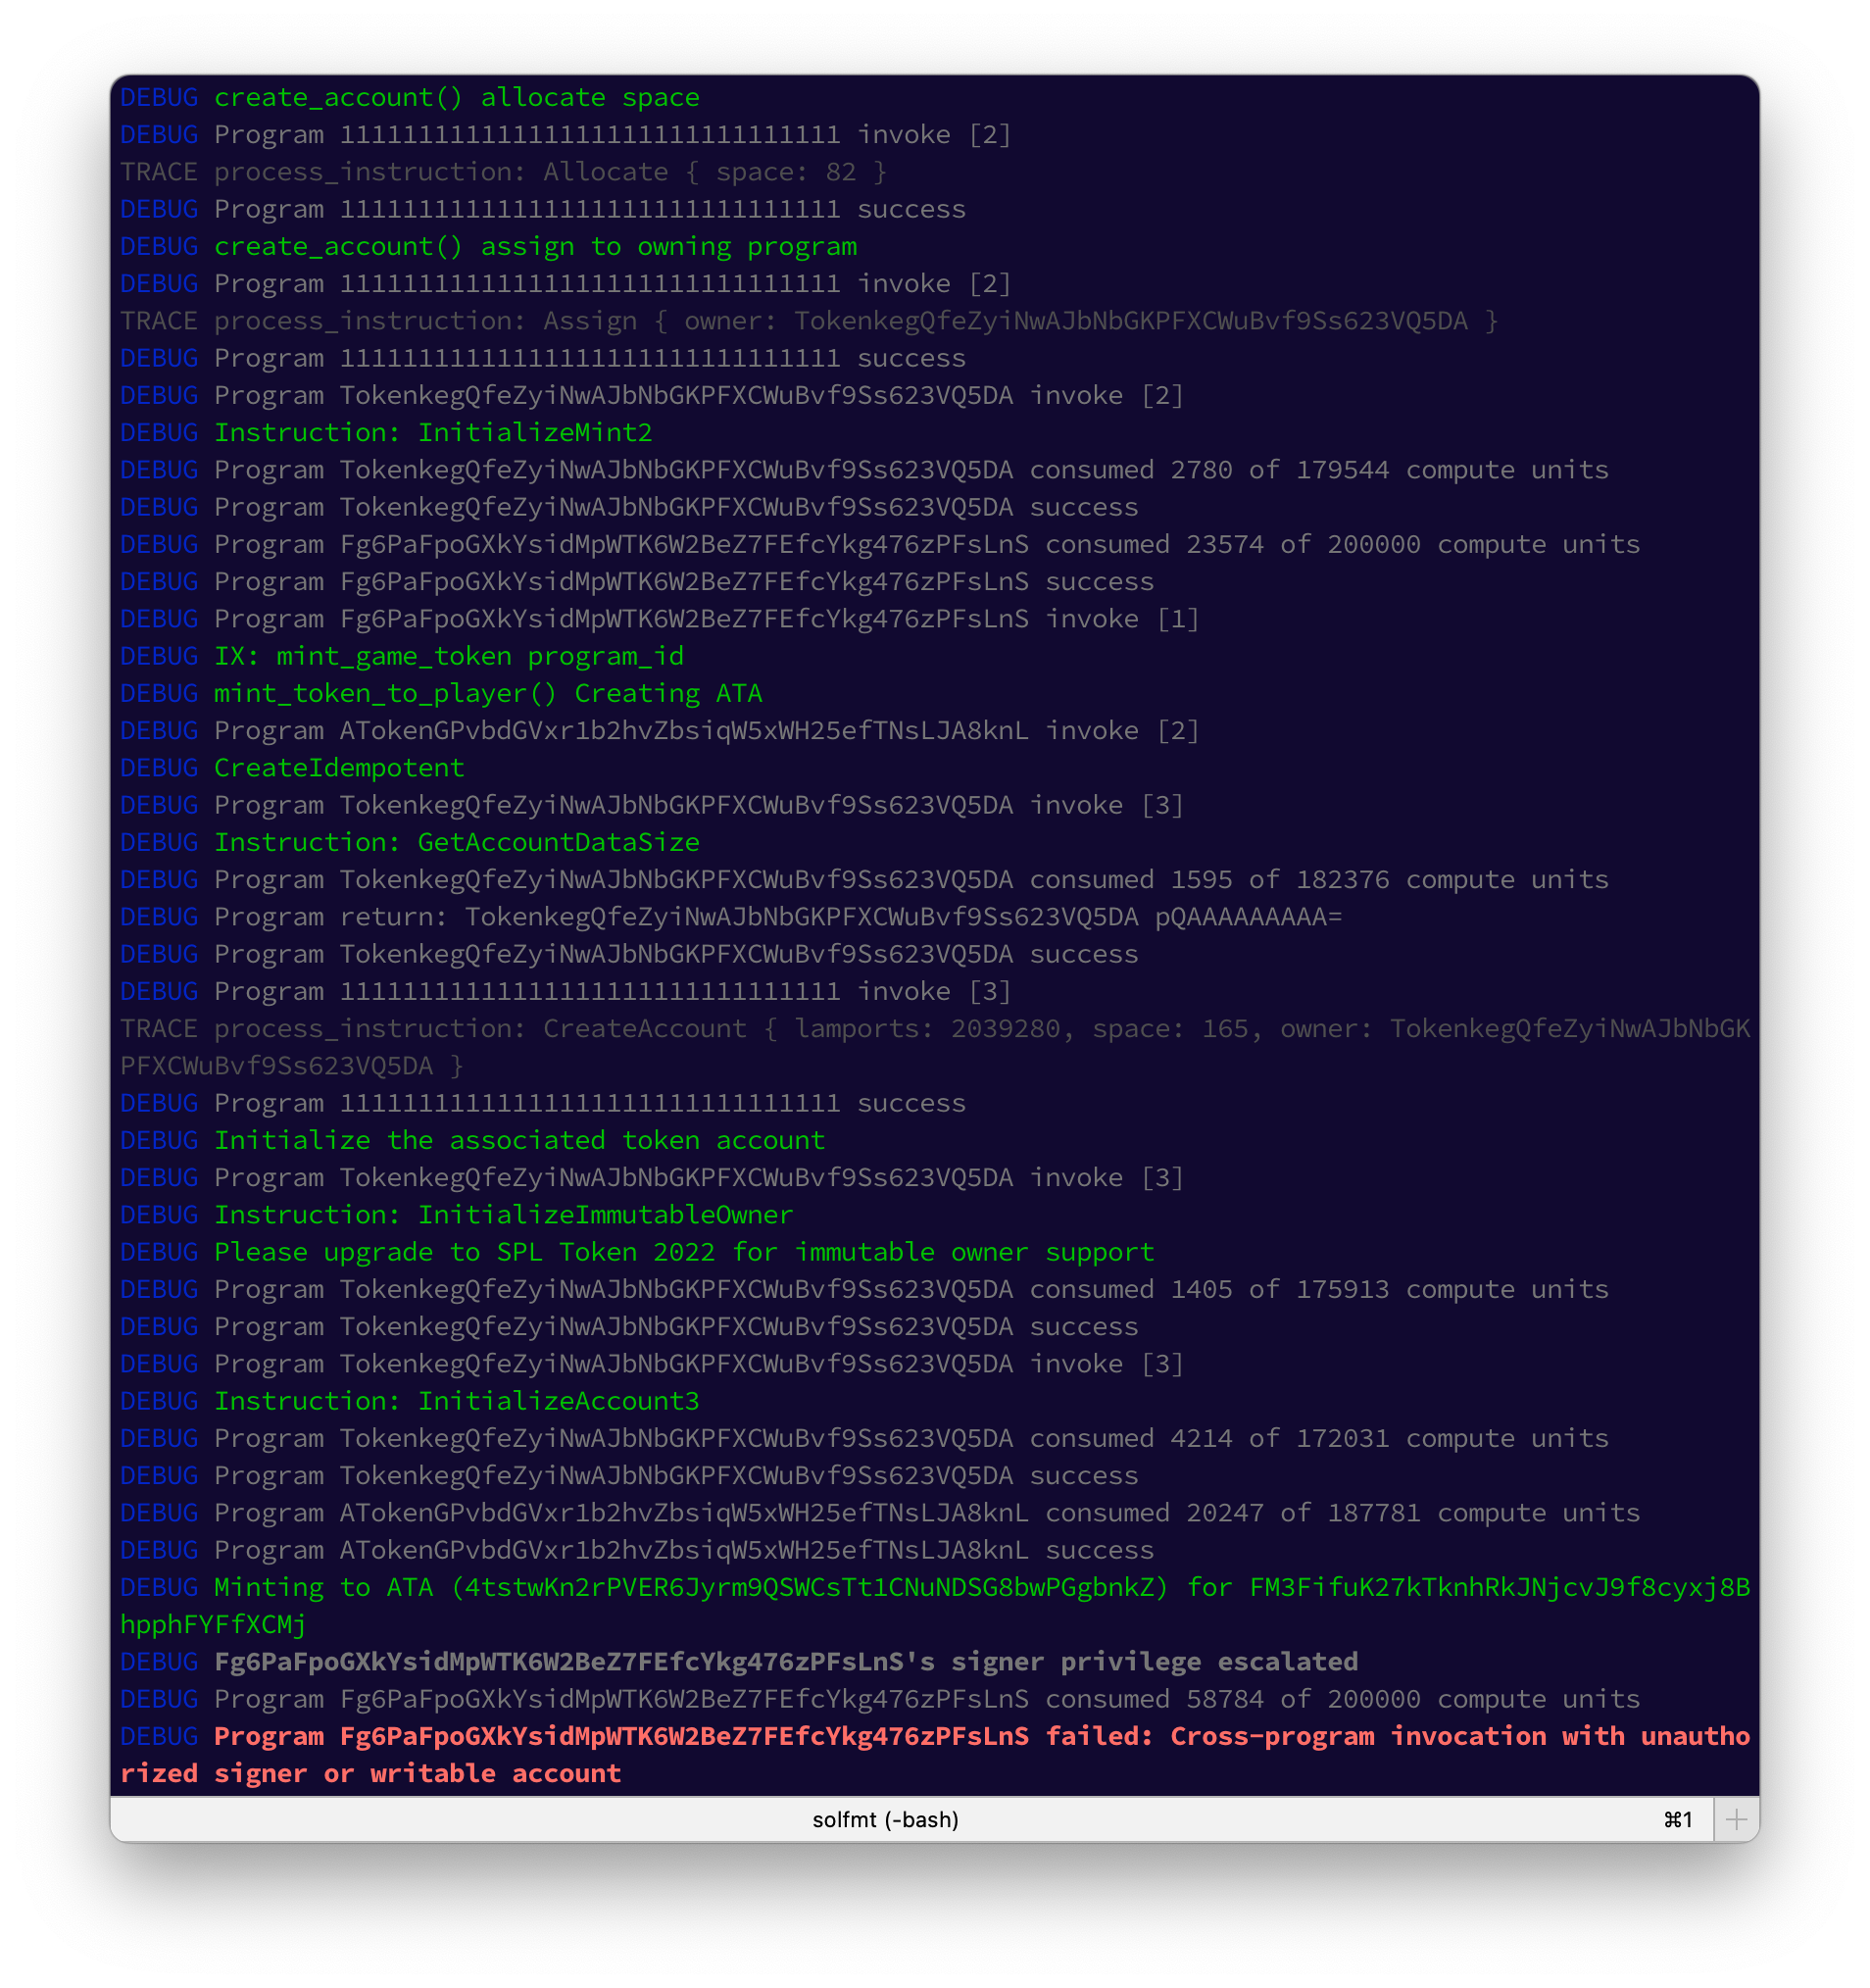 DEBUG create_account() allocate space
DEBUG Program 11111111111111111111111111111111 invoke [2]
TRACE process_instruction: Allocate { space: 82 }
DEBUG Program 11111111111111111111111111111111 success
DEBUG create_account() assign to owning program
DEBUG Program 11111111111111111111111111111111 invoke [2]
TRACE process_instruction: Assign { owner: TokenkegQfeZyiNwAJbNbGKPFXCWuBvf9Ss623VQ5DA }
DEBUG Program 11111111111111111111111111111111 success
DEBUG Program TokenkegQfeZyiNwAJbNbGKPFXCWuBvf9Ss623VQ5DA invoke [2]
DEBUG Instruction: InitializeMint2
DEBUG Program TokenkegQfeZyiNwAJbNbGKPFXCWuBvf9Ss623VQ5DA consumed 2780 of 179544 compute units
DEBUG Program TokenkegQfeZyiNwAJbNbGKPFXCWuBvf9Ss623VQ5DA success
DEBUG Program Fg6PaFpoGXkYsidMpWTK6W2BeZ7FEfcYkg476zPFsLnS consumed 23574 of 200000 compute units
DEBUG Program Fg6PaFpoGXkYsidMpWTK6W2BeZ7FEfcYkg476zPFsLnS success
DEBUG Program Fg6PaFpoGXkYsidMpWTK6W2BeZ7FEfcYkg476zPFsLnS invoke [1]
DEBUG IX: mint_game_token program_id
DEBUG mint_token_to_player() Creating ATA
DEBUG Program ATokenGPvbdGVxr1b2hvZbsiqW5xWH25efTNsLJA8knL invoke [2]
DEBUG CreateIdempotent
DEBUG Program TokenkegQfeZyiNwAJbNbGKPFXCWuBvf9Ss623VQ5DA invoke [3]
DEBUG Instruction: GetAccountDataSize
DEBUG Program TokenkegQfeZyiNwAJbNbGKPFXCWuBvf9Ss623VQ5DA consumed 1595 of 182376 compute units
DEBUG Program return: TokenkegQfeZyiNwAJbNbGKPFXCWuBvf9Ss623VQ5DA pQAAAAAAAAA=
DEBUG Program TokenkegQfeZyiNwAJbNbGKPFXCWuBvf9Ss623VQ5DA success
DEBUG Program 11111111111111111111111111111111 invoke [3]
TRACE process_instruction: CreateAccount { lamports: 2039280, space: 165, owner: TokenkegQfeZyiNwAJbNbGK
PFXCWuBvf9Ss623VQ5DA }
DEBUG Program 11111111111111111111111111111111 success
DEBUG Initialize the associated token account
DEBUG Program TokenkegQfeZyiNwAJbNbGKPFXCWuBvf9Ss623VQ5DA invoke [3]
DEBUG Instruction: InitializeImmutableOwner
DEBUG Please upgrade to SPL Token 2022 for immutable owner support
DEBUG Program TokenkegQfeZyiNwAJbNbGKPFXCWuBvf9Ss623VQ5DA consumed 1405 of 175913 compute units
DEBUG Program TokenkegQfeZyiNwAJbNbGKPFXCWuBvf9Ss623VQ5DA success
DEBUG Program TokenkegQfeZyiNwAJbNbGKPFXCWuBvf9Ss623VQ5DA invoke [3]
DEBUG Instruction: InitializeAccount3
DEBUG Program TokenkegQfeZyiNwAJbNbGKPFXCWuBvf9Ss623VQ5DA consumed 4214 of 172031 compute units
DEBUG Program TokenkegQfeZyiNwAJbNbGKPFXCWuBvf9Ss623VQ5DA success
DEBUG Program ATokenGPvbdGVxr1b2hvZbsiqW5xWH25efTNsLJA8knL consumed 20247 of 187781 compute units
DEBUG Program ATokenGPvbdGVxr1b2hvZbsiqW5xWH25efTNsLJA8knL success
DEBUG Minting to ATA (4tstwKn2rPVER6Jyrm9QSWCsTt1CNuNDSG8bwPGgbnkZ) for FM3FifuK27kTknhRkJNjcvJ9f8cyxj8B
hpphFYFfXCMj
DEBUG Fg6PaFpoGXkYsidMpWTK6W2BeZ7FEfcYkg476zPFsLnS's signer privilege escalated
DEBUG Program Fg6PaFpoGXkYsidMpWTK6W2BeZ7FEfcYkg476zPFsLnS consumed 58784 of 200000 compute units
DEBUG Program Fg6PaFpoGXkYsidMpWTK6W2BeZ7FEfcYkg476zPFsLnS failed: Cross-program invocation with unautho
rized signer or writable account
solfmt (-bash) ⌘1